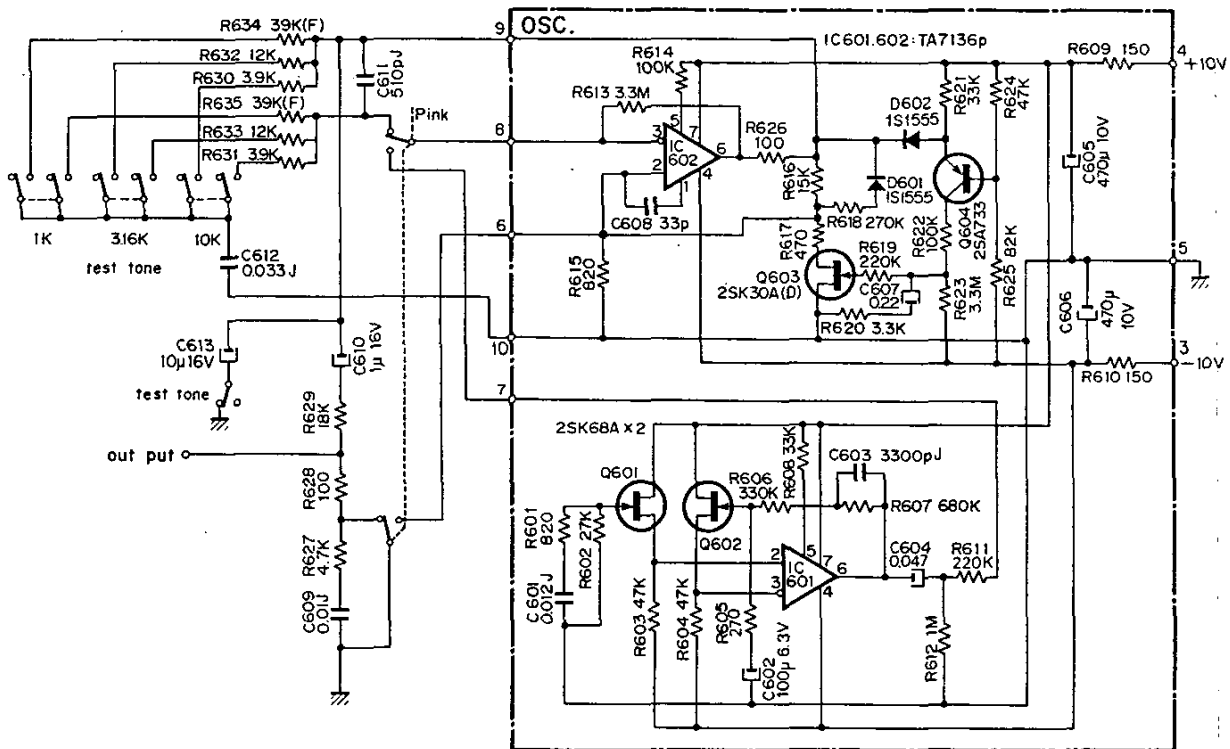 OSC.
IC601.602:TA7136p
R634 39K(F)
R632 12K
R630 3.9K
R635 39K(F)
R633 12K
R631 3.9K
C611
510pJ
Pink
9
8
6
10
7
4
+10V
5
3
-10V
1K
3.16K
10K
test tone
C612
0.033J
C613
10μ16V
test tone
C610
1μ 16V
R629
18K
out put
R628
100
R627
4.7K
C609
0.01J
R614
100K
R613 3.3M
5
7
3
2
6
1
4
IC
602
C608 33p
R615
820
R626
100
R616
15K
R617
470
D602
1S1555
D601
1S1555
R618 270K
R619
220K
Q603
2SK30A(D)
C607
0.22
R620 3.3K
R621
33K
R624
47K
Q604
2SA733
R622
100K
R623
3.3M
R625 82K
R609 150
C605
470μ 10V
C606
470μ
10V
R610 150
2SK68A×2
Q601
Q602
R601
820
R602 27K
C601
0.012J
R603 47K
R604 47K
R605
270
C602
100μ 6.3V
R606
330K
R608 33K
C603 3300pJ
R607 680K
2
3
5
7
6
4
IC
601
C604
0.047
R611
220K
R612 1M